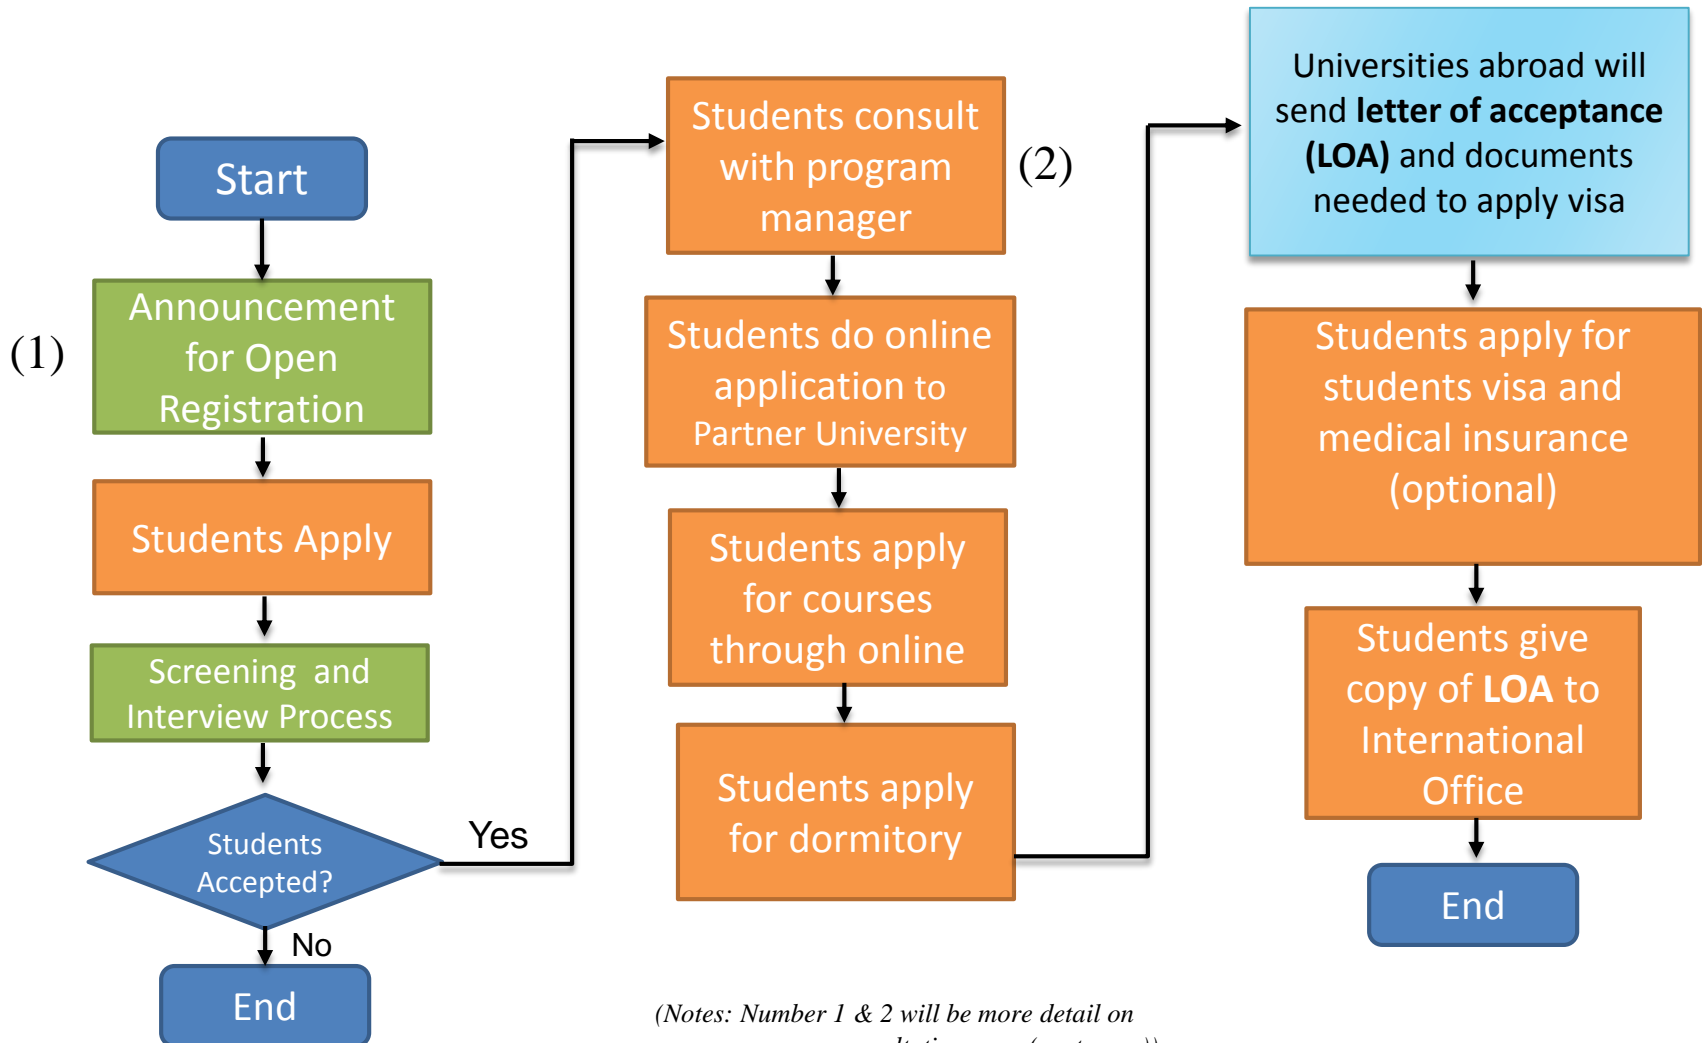 Start
(1)
Announcement
for Open
Registration
Students Apply
Screening and
Interview Process
Students
Accepted?
Yes
No
End
Students consult
with program
manager
(2)
Students do online
application to
Partner University
Students apply
for courses
through online
Students apply
for dormitory
Universities abroad will
send letter of acceptance
(LOA) and documents
needed to apply visa
Students apply for
students visa and
medical insurance
(optional)
Students give
copy of LOA to
International
Office
End
(Notes: Number 1 & 2 will be more detail on